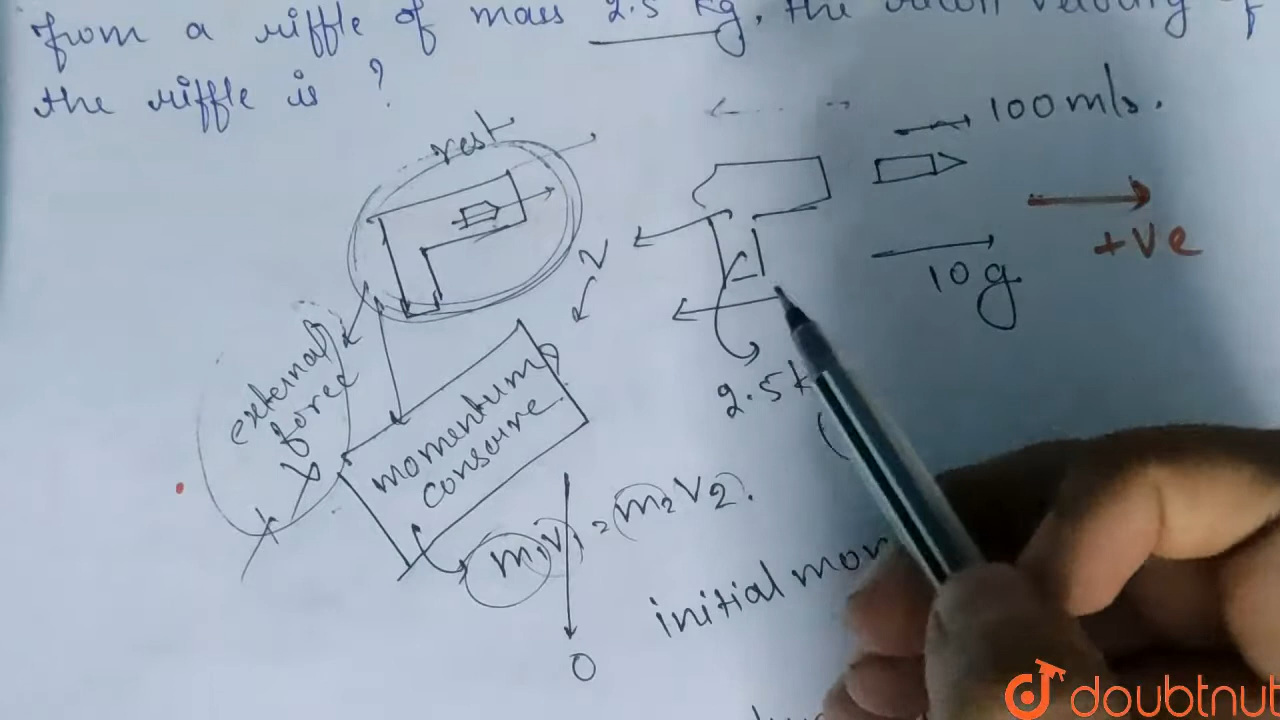 from a riffle of mass 2.5 kg, the recoil velocity of
the riffle is ?
rest
100 m/s.
+ve
10g
V
2.5 k
external
force
momentum
conserve
m₁v₁ = m₂v₂.
initial mom
0
doubtnut